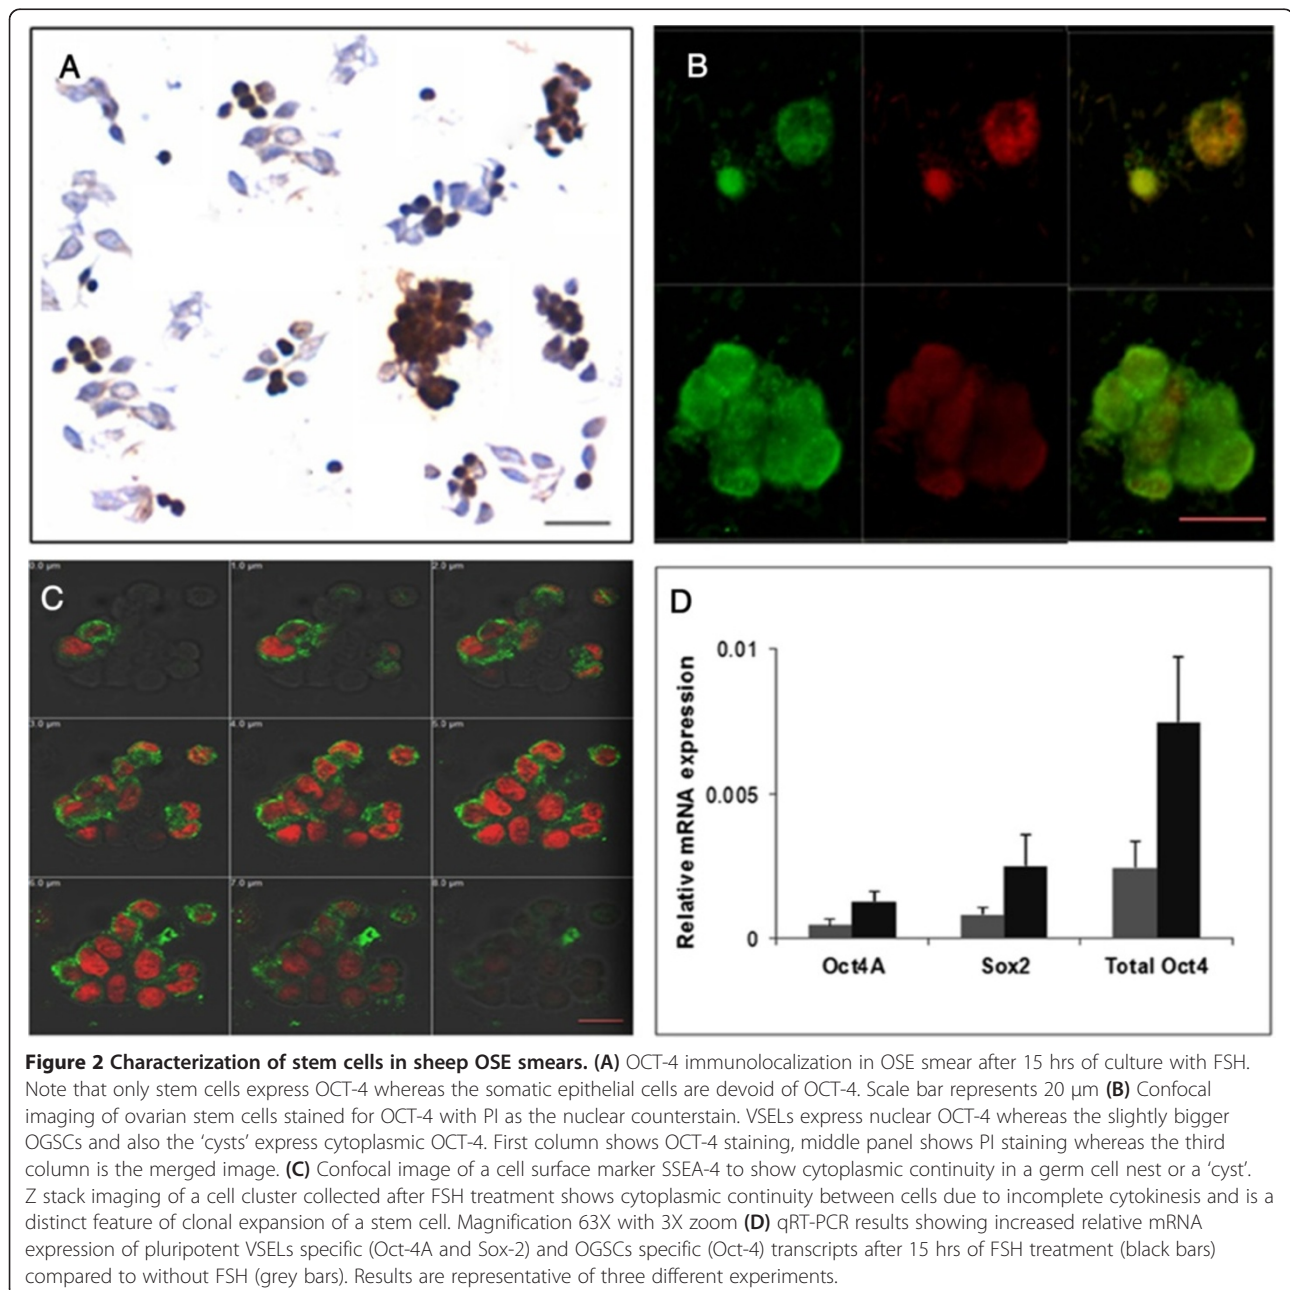 A
B
0.0 µm
1.0 µm
2.0 µm
C
3.0 µm
4.0 µm
5.0 µm
6.0 µm
7.0 µm
8.0 µm
D
0.01
0.005
0
Relative mRNA expression
Oct4A Sox2 Total Oct4
Figure 2 Characterization of stem cells in sheep OSE smears. (A) OCT-4 immunolocalization in OSE smear after 15 hrs of culture with FSH.
Note that only stem cells express OCT-4 whereas the somatic epithelial cells are devoid of OCT-4. Scale bar represents 20 μm (B) Confocal
imaging of ovarian stem cells stained for OCT-4 with PI as the nuclear counterstain. VSELs express nuclear OCT-4 whereas the slightly bigger
OGSCs and also the ‘cysts’ express cytoplasmic OCT-4. First column shows OCT-4 staining, middle panel shows PI staining whereas the third
column is the merged image. (C) Confocal image of a cell surface marker SSEA-4 to show cytoplasmic continuity in a germ cell nest or a ‘cyst’.
Z stack imaging of a cell cluster collected after FSH treatment shows cytoplasmic continuity between cells due to incomplete cytokinesis and is a
distinct feature of clonal expansion of a stem cell. Magnification 63X with 3X zoom (D) qRT-PCR results showing increased relative mRNA
expression of pluripotent VSELs specific (Oct-4A and Sox-2) and OGSCs specific (Oct-4) transcripts after 15 hrs of FSH treatment (black bars)
compared to without FSH (grey bars). Results are representative of three different experiments.